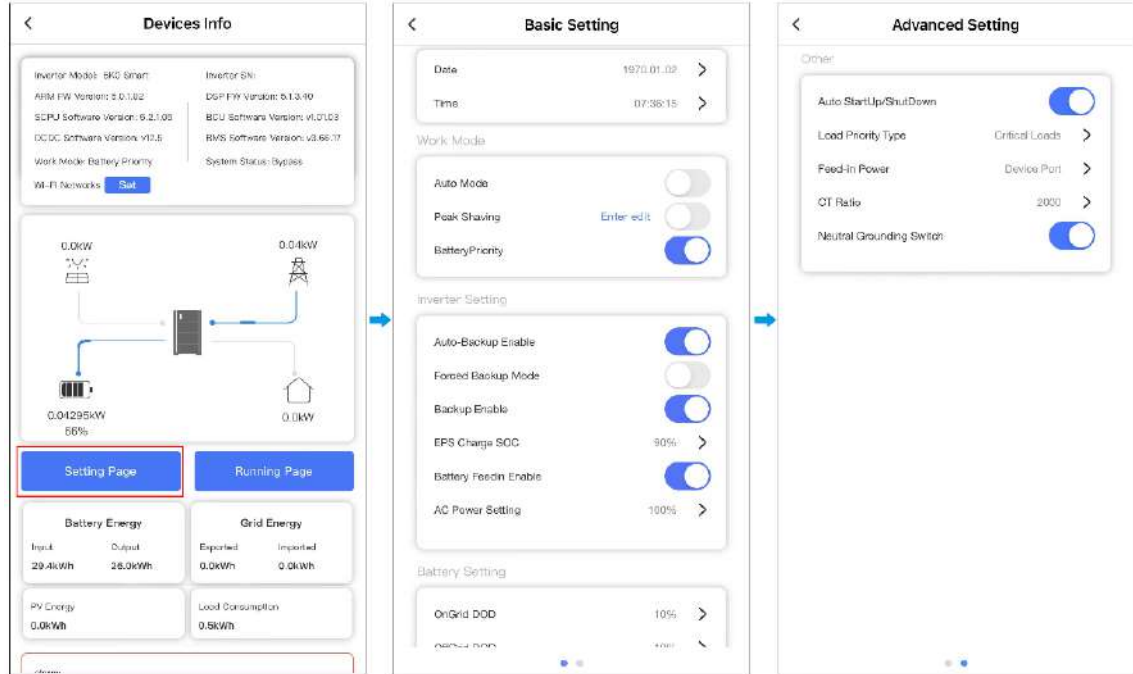 Devices Info
Inverter Model: 6K0 Smart
Inverter SN:
ARM FW Version: 6.0.1.02
DSP FW Version: 6.1.3.40
SCPU Software Version: 6.2.1.06
BCU Software Version: v1.0.1.03
DCDC Software Version: v12.5
BMS Software Version: v3.66.17
Work Mode: Battery Priority
System Status: Bypass
Wi-Fi Networks Set
0.0kW
0.04kW
0.04295kW
0.0kW
56%
Setting Page
Running Page
Battery Energy
Input
Output
29.4kWh
26.0kWh
Grid Energy
Exported
Imported
0.0kWh
0.0kWh
PV Energy
0.0kWh
Load Consumption
0.5kWh
Basic Setting
Date 1970.01.02
Time 07:36:15
Work Mode
Auto Mode
Peak Shaving Enter edit
BatteryPriority
Inverter Setting
Auto-Backup Enable
Forced Backup Mode
Backup Enable
EPS Charge SOC 90%
Battery Feedin Enable
AC Power Setting 100%
Battery Setting
OnGrid DOD 10%
Advanced Setting
Other
Auto StartUp/ShutDown
Load Priority Type Critical Loads
Feed-in Power Device Port
CT Ratio 2000
Neutral Grounding Switch